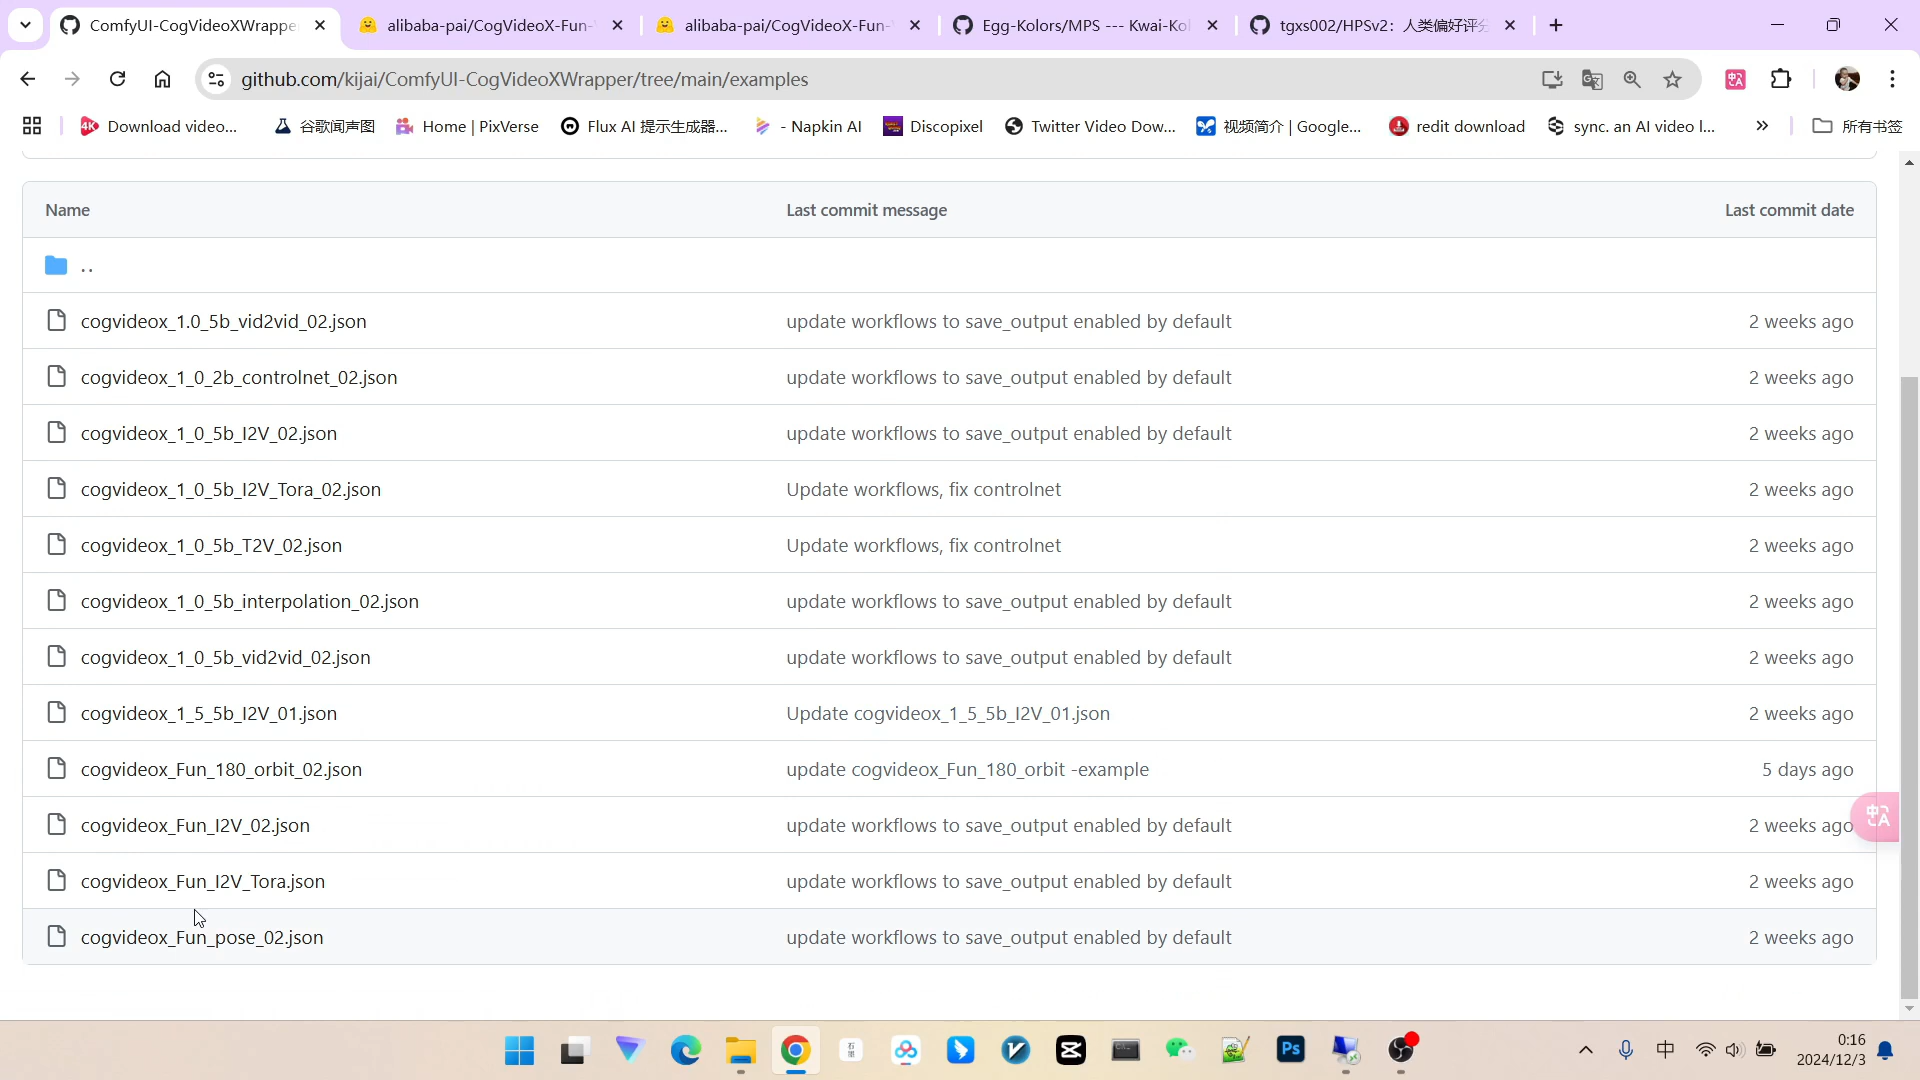 ComfyUI-CogVideoXWrappe
alibaba-pai/CogVideoX-Fun-
alibaba-pai/CogVideoX-Fun-
Egg-Kolors/MPS --- Kwai-Kol
tgxs002/HPSv2：人类偏好评分
github.com/kijai/ComfyUI-CogVideoXWrapper/tree/main/examples
Download video...
谷歌闻声图
Home | PixVerse
Flux AI 提示生成器...
- Napkin AI
Discopixel
Twitter Video Dow...
视频简介 | Google...
redit download
sync. an AI video l...
所有书签
Name Last commit message Last commit date
..
cogvideox_1.0_5b_vid2vid_02.json update workflows to save_output enabled by default 2 weeks ago
cogvideox_1_0_2b_controlnet_02.json update workflows to save_output enabled by default 2 weeks ago
cogvideox_1_0_5b_I2V_02.json update workflows to save_output enabled by default 2 weeks ago
cogvideox_1_0_5b_I2V_Tora_02.json Update workflows, fix controlnet 2 weeks ago
cogvideox_1_0_5b_T2V_02.json Update workflows, fix controlnet 2 weeks ago
cogvideox_1_0_5b_interpolation_02.json update workflows to save_output enabled by default 2 weeks ago
cogvideox_1_0_5b_vid2vid_02.json update workflows to save_output enabled by default 2 weeks ago
cogvideox_1_5_5b_I2V_01.json Update cogvideox_1_5_5b_I2V_01.json 2 weeks ago
cogvideox_Fun_180_orbit_02.json update cogvideox_Fun_180_orbit -example 5 days ago
cogvideox_Fun_I2V_02.json update workflows to save_output enabled by default 2 weeks ago
cogvideox_Fun_I2V_Tora.json update workflows to save_output enabled by default 2 weeks ago
cogvideox_Fun_pose_02.json update workflows to save_output enabled by default 2 weeks ago
Ps
中
0:16
2024/12/3